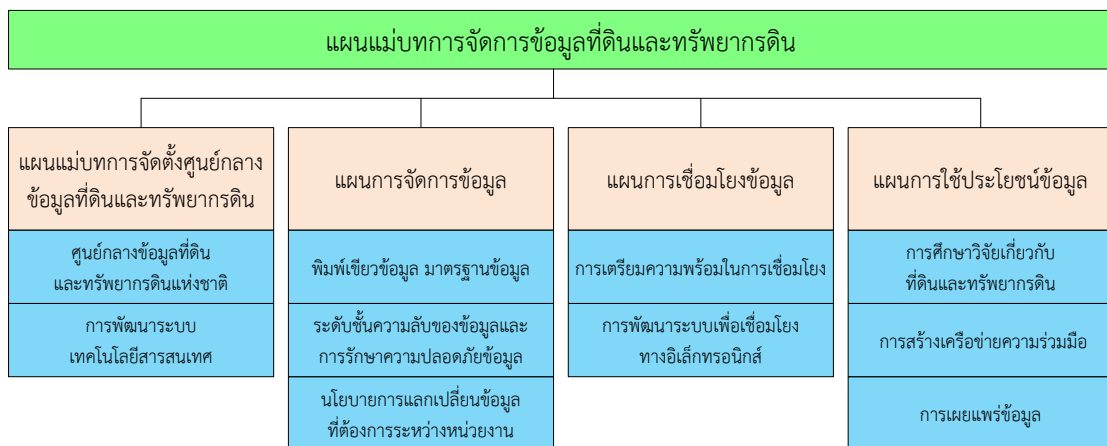 แผนแม่บทการจัดการข้อมูลที่ดินและทรัพยากรดิน
แผนแม่บทการจัดตั้งศูนย์กลาง
ข้อมูลที่ดินและทรัพยากรดิน
ศูนย์กลางข้อมูลที่ดิน
และทรัพยากรดินแห่งชาติ
การพัฒนาระบบ
เทคโนโลยีสารสนเทศ
แผนการจัดการข้อมูล
พิมพ์เขียวข้อมูล มาตรฐานข้อมูล
ระดับชั้นความลับของข้อมูลและ
การรักษาความปลอดภัยข้อมูล
นโยบายการแลกเปลี่ยนข้อมูล
ที่ต้องการระหว่างหน่วยงาน
แผนการเชื่อมโยงข้อมูล
การเตรียมความพร้อมในการเชื่อมโยง
การพัฒนาระบบเพื่อเชื่อมโยง
ทางอิเล็กทรอนิกส์
แผนการใช้ประโยชน์ข้อมูล
การศึกษาวิจัยเกี่ยวกับ
ที่ดินและทรัพยากรดิน
การสร้างเครือข่ายความร่วมมือ
การเผยแพร่ข้อมูล